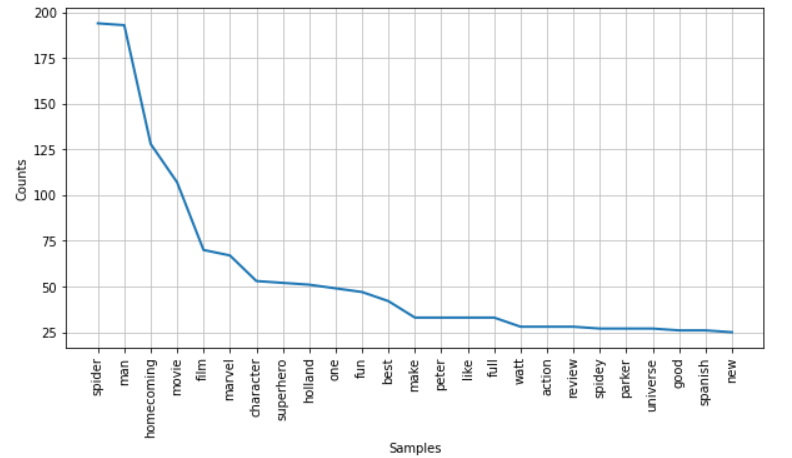 200
175
150
125
100
75
50
25
Counts
spider
man
homecoming
movie
film
marvel
character
superhero
holland
one
fun
best
make
peter
like
full
watt
action
review
spidey
parker
universe
good
spanish
new
Samples